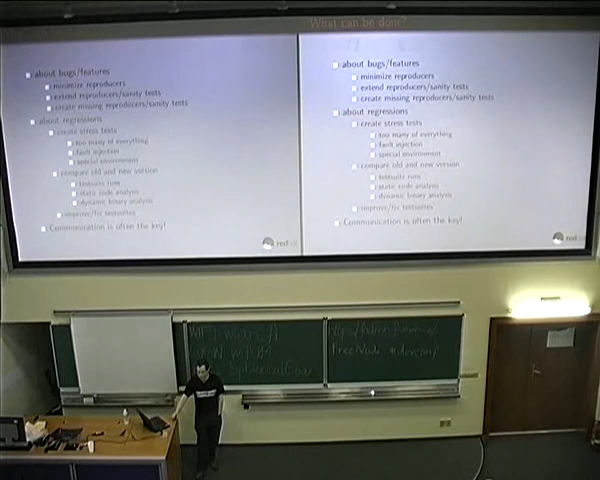 What can be done?
about bugs/features
minimize reproducers
extend reproducers/sanity tests
create missing reproducers/sanity tests
about regressions
create stress tests
too many of everything
fault injection
special environment
compare old and new version
testsuite runs
static code analysis
dynamic binary analysis
improve/fix testsuites
Communication is often the key!
red
about bugs/features
minimize reproducers
extend reproducers/sanity tests
create missing reproducers/sanity tests
about regressions
create stress tests
too many of everything
fault injection
special environment
compare old and new version
testsuite runs
static code analysis
dynamic binary analysis
improve/fix testsuites
Communication is often the key!
red
SphericalCow
FreeNode #devconf